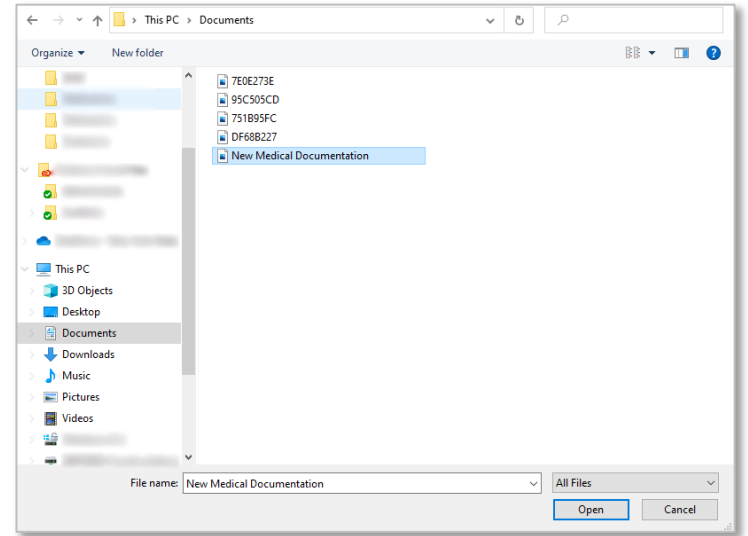 This PC > Documents
Organize New folder
7E0E273E
95C505CD
751B95FC
DF68B227
New Medical Documentation
This PC
3D Objects
Desktop
Documents
Downloads
Music
Pictures
Videos
File name: New Medical Documentation All Files
Open Cancel